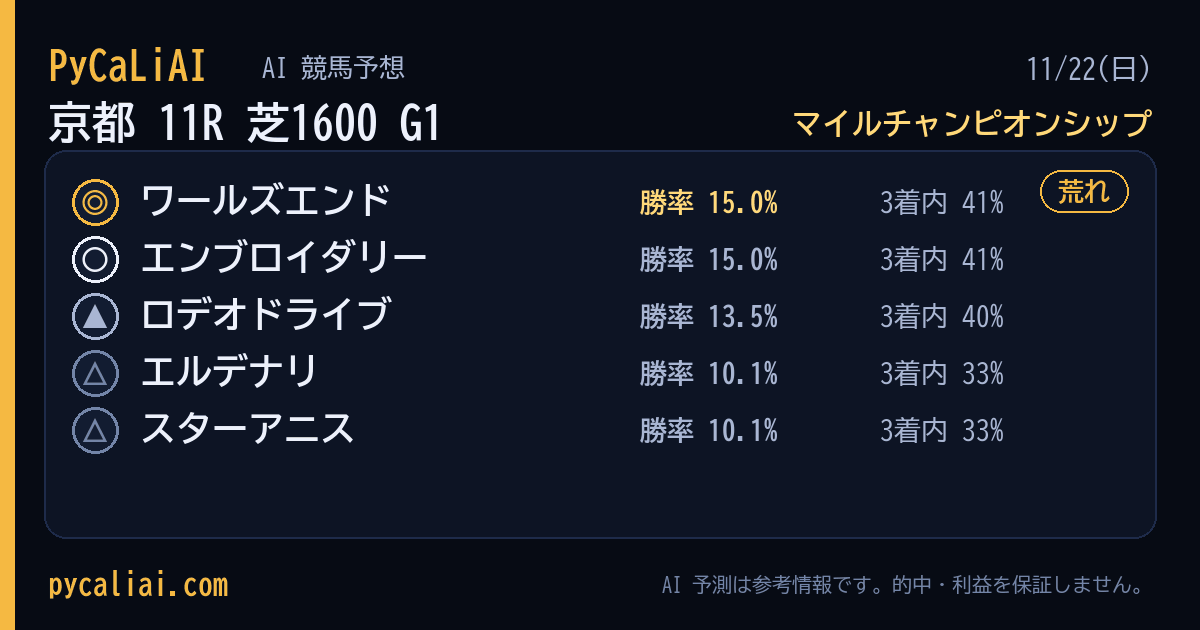 PyCaLiAI AI 競馬予想 11/22(日)
京都 11R 芝1600 G1 マイルチャンピオンシップ
◎ ワールズエンド 勝率 15.0% 3着内 41% 荒れ
○ エンブロイダリー 勝率 15.0% 3着内 41%
▲ ロデオドライブ 勝率 13.5% 3着内 40%
△ エルデナリ 勝率 10.1% 3着内 33%
△ スターアニス 勝率 10.1% 3着内 33%
pycaliai.com AI 予測は参考情報です。的中・利益を保証しません。